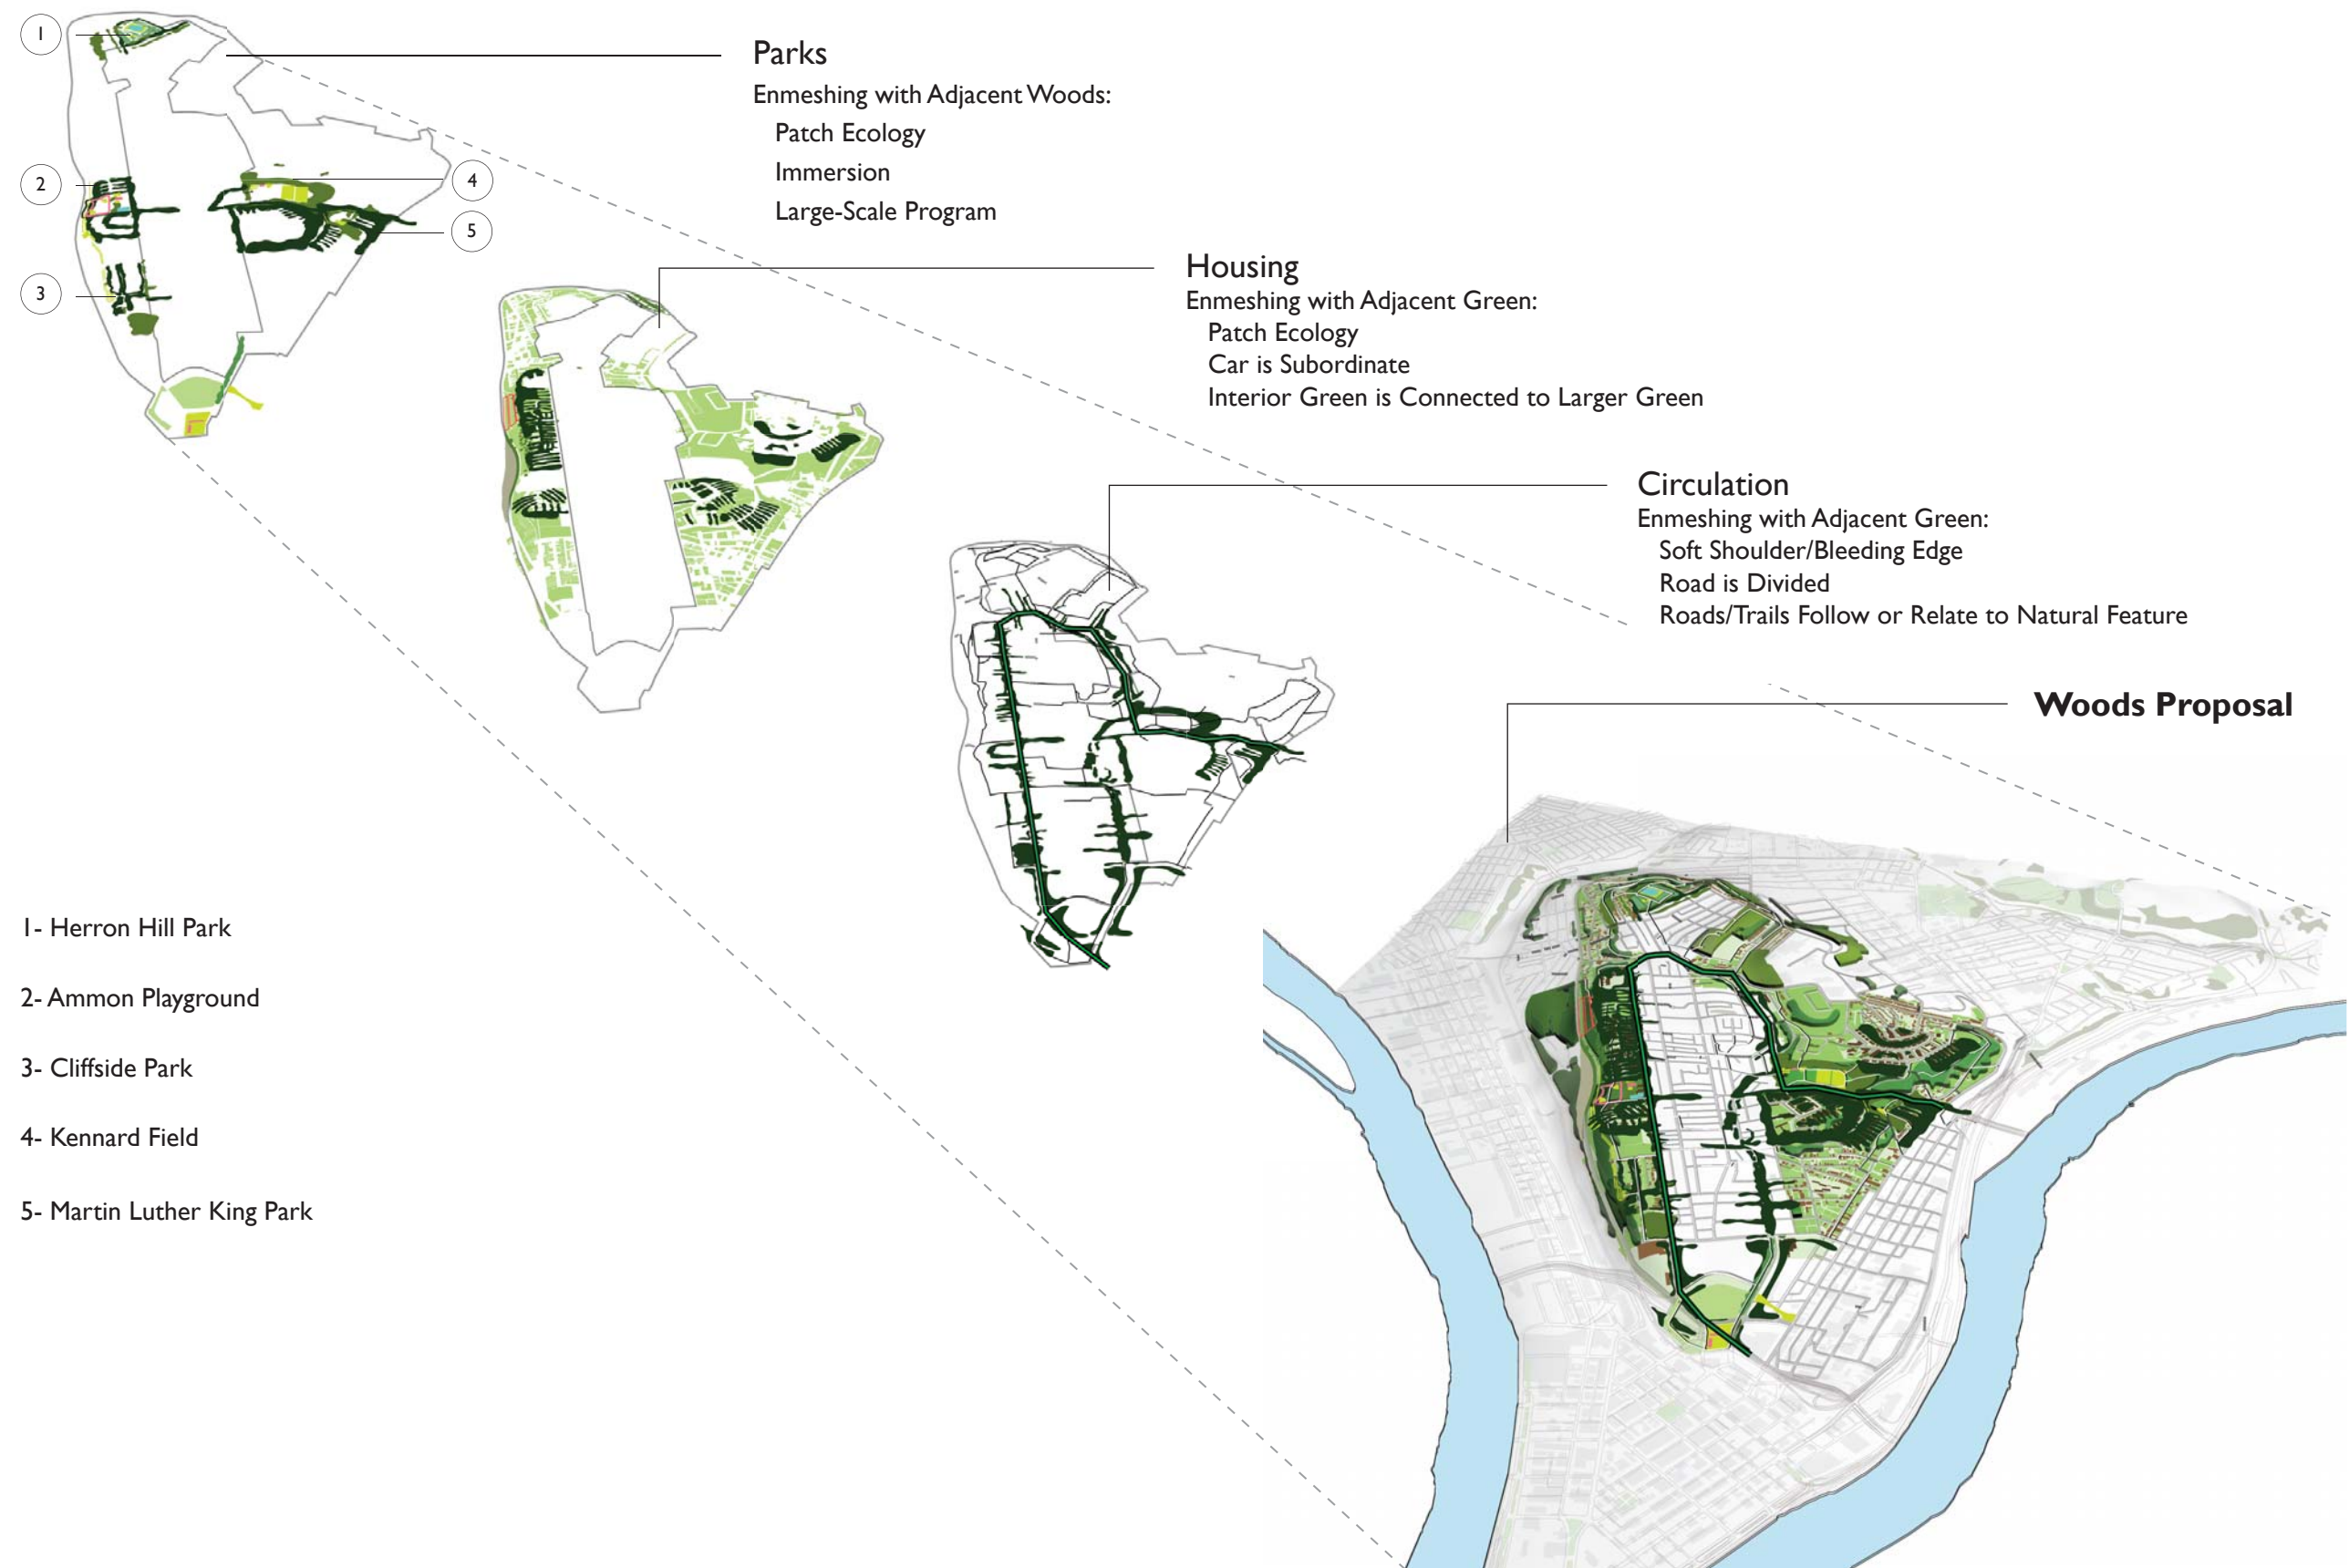 1
2
3
4
5
Parks
Enmeshing with Adjacent Woods:
Patch Ecology
Immersion
Large-Scale Program
Housing
Enmeshing with Adjacent Green:
Patch Ecology
Car is Subordinate
Interior Green is Connected to Larger Green
Circulation
Enmeshing with Adjacent Green:
Soft Shoulder/Bleeding Edge
Road is Divided
Roads/Trails Follow or Relate to Natural Feature
Woods Proposal
1- Herron Hill Park
2- Ammon Playground
3- Cliffside Park
4- Kennard Field
5- Martin Luther King Park